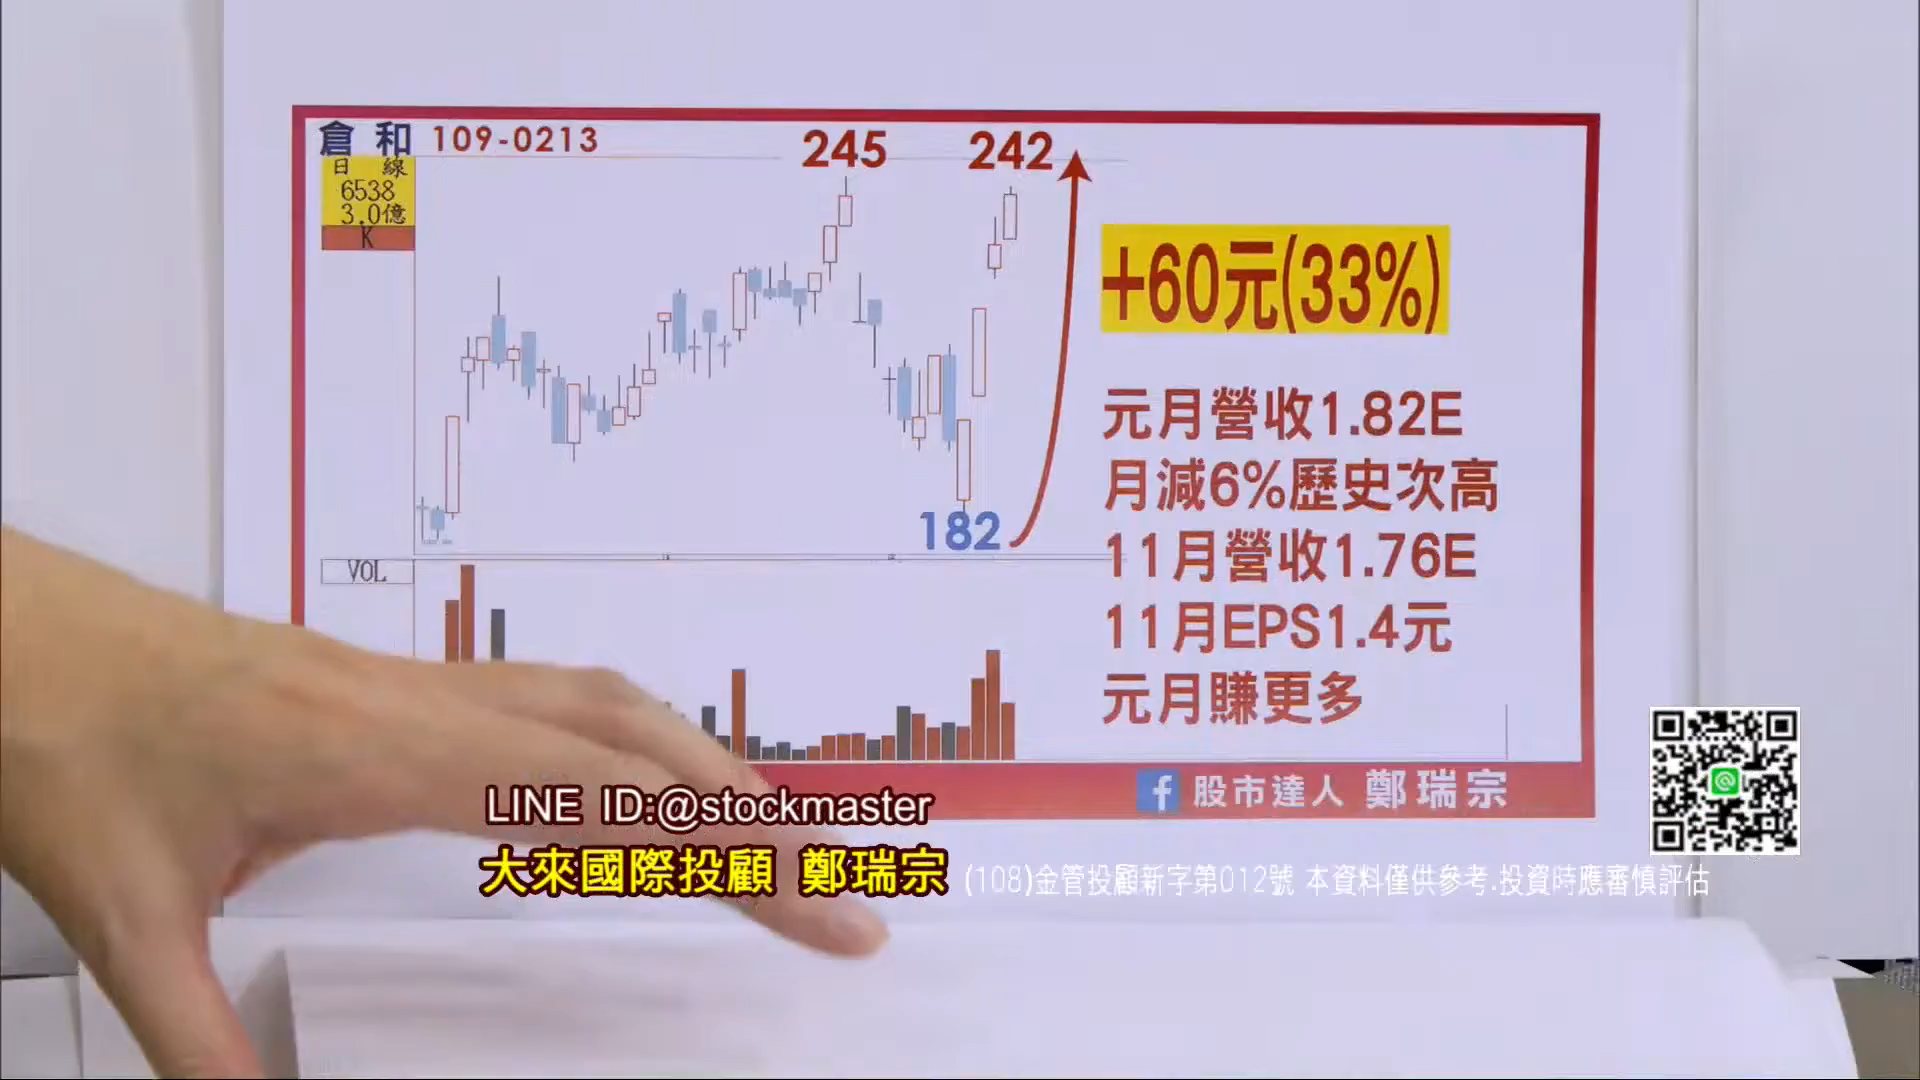 倉和 109-0213
日線
6538
3.0億
K
245
242
182
VOL
+60元(33%)
元月營收1.82E
月減6%歷史次高
11月營收1.76E
11月EPS1.4元
元月賺更多
f 股市達人 鄭瑞宗
LINE ID:@stockmaster
大來國際投顧 鄭瑞宗
(108)金管投顧新字第012號 本資料僅供參考.投資時應審慎評估